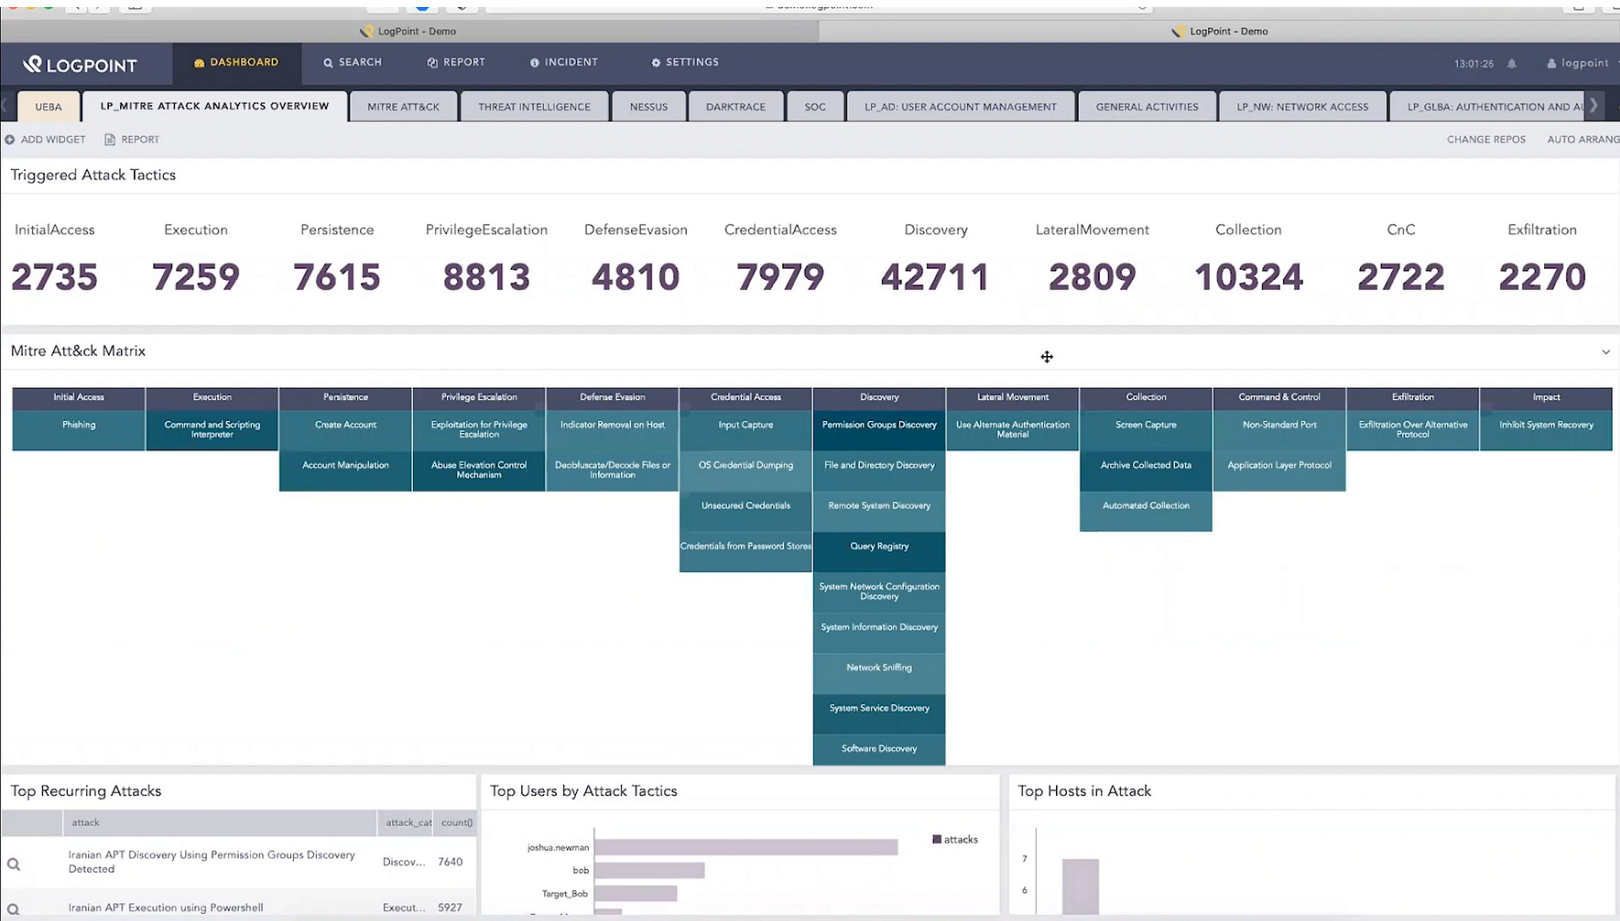 LogPoint - Demo
LogPoint - Demo
LOGPOINT
DASHBOARD
SEARCH
REPORT
INCIDENT
SETTINGS
13:01:26
logpoint
UEBA
LP_MITRE ATTACK ANALYTICS OVERVIEW
MITRE ATT&CK
THREAT INTELLIGENCE
NESSUS
DARKTRACE
SOC
LP_AD: USER ACCOUNT MANAGEMENT
GENERAL ACTIVITIES
LP_NW: NETWORK ACCESS
LP_GLBA: AUTHENTICATION AND
ADD WIDGET
REPORT
CHANGE REPOS
AUTO ARRANG
Triggered Attack Tactics
InitialAccess
2735
Execution
7259
Persistence
7615
PrivilegeEscalation
8813
DefenseEvasion
4810
CredentialAccess
7979
Discovery
42711
LateralMovement
2809
Collection
10324
CnC
2722
Exfiltration
2270
Mitre Att&ck Matrix
Initial Access
Phishing
Execution
Command and Scripting
Interpreter
Persistence
Create Account
Account Manipulation
Privilege Escalation
Exploitation for Privilege
Escalation
Abuse Elevation Control
Mechanism
Defense Evasion
Indicator Removal on Host
Deobfuscate/Decode Files or
Information
Credential Access
Input Capture
OS Credential Dumping
Unsecured Credentials
Credentials from Password Stores
Discovery
Permission Groups Discovery
File and Directory Discovery
Remote System Discovery
Query Registry
System Network Configuration
Discovery
System Information Discovery
Network Sniffing
System Service Discovery
Software Discovery
Lateral Movement
Use Alternate Authentication
Material
Collection
Screen Capture
Archive Collected Data
Automated Collection
Command & Control
Non-Standard Port
Application Layer Protocol
Exfiltration
Exfiltration Over Alternative
Protocol
Impact
Inhibit System Recovery
Top Recurring Attacks
attack
attack_cat
count()
Iranian APT Discovery Using Permission Groups Discovery
Detected
Discov...
7640
Iranian APT Execution using Powershell
Execut...
5927
Top Users by Attack Tactics
joshua.newman
bob
Target_Bob
attacks
Top Hosts in Attack
7
6